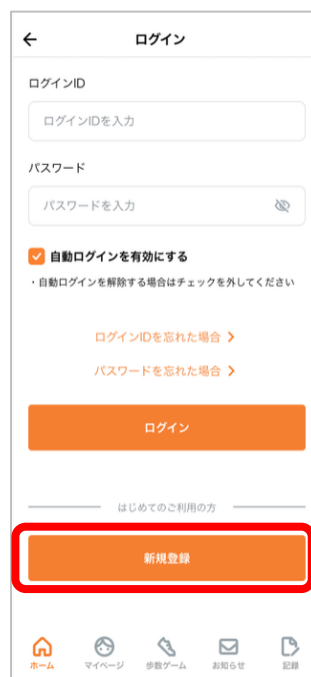 ログイン
ログインID
ログインIDを入力
パスワード
パスワードを入力
自動ログインを有効にする
・自動ログインを解除する場合はチェックを外してください
ログインIDを忘れた場合
パスワードを忘れた場合
ログイン
はじめてのご利用の方
新規登録
ホーム マイページ 歩数ゲーム お知らせ 記録